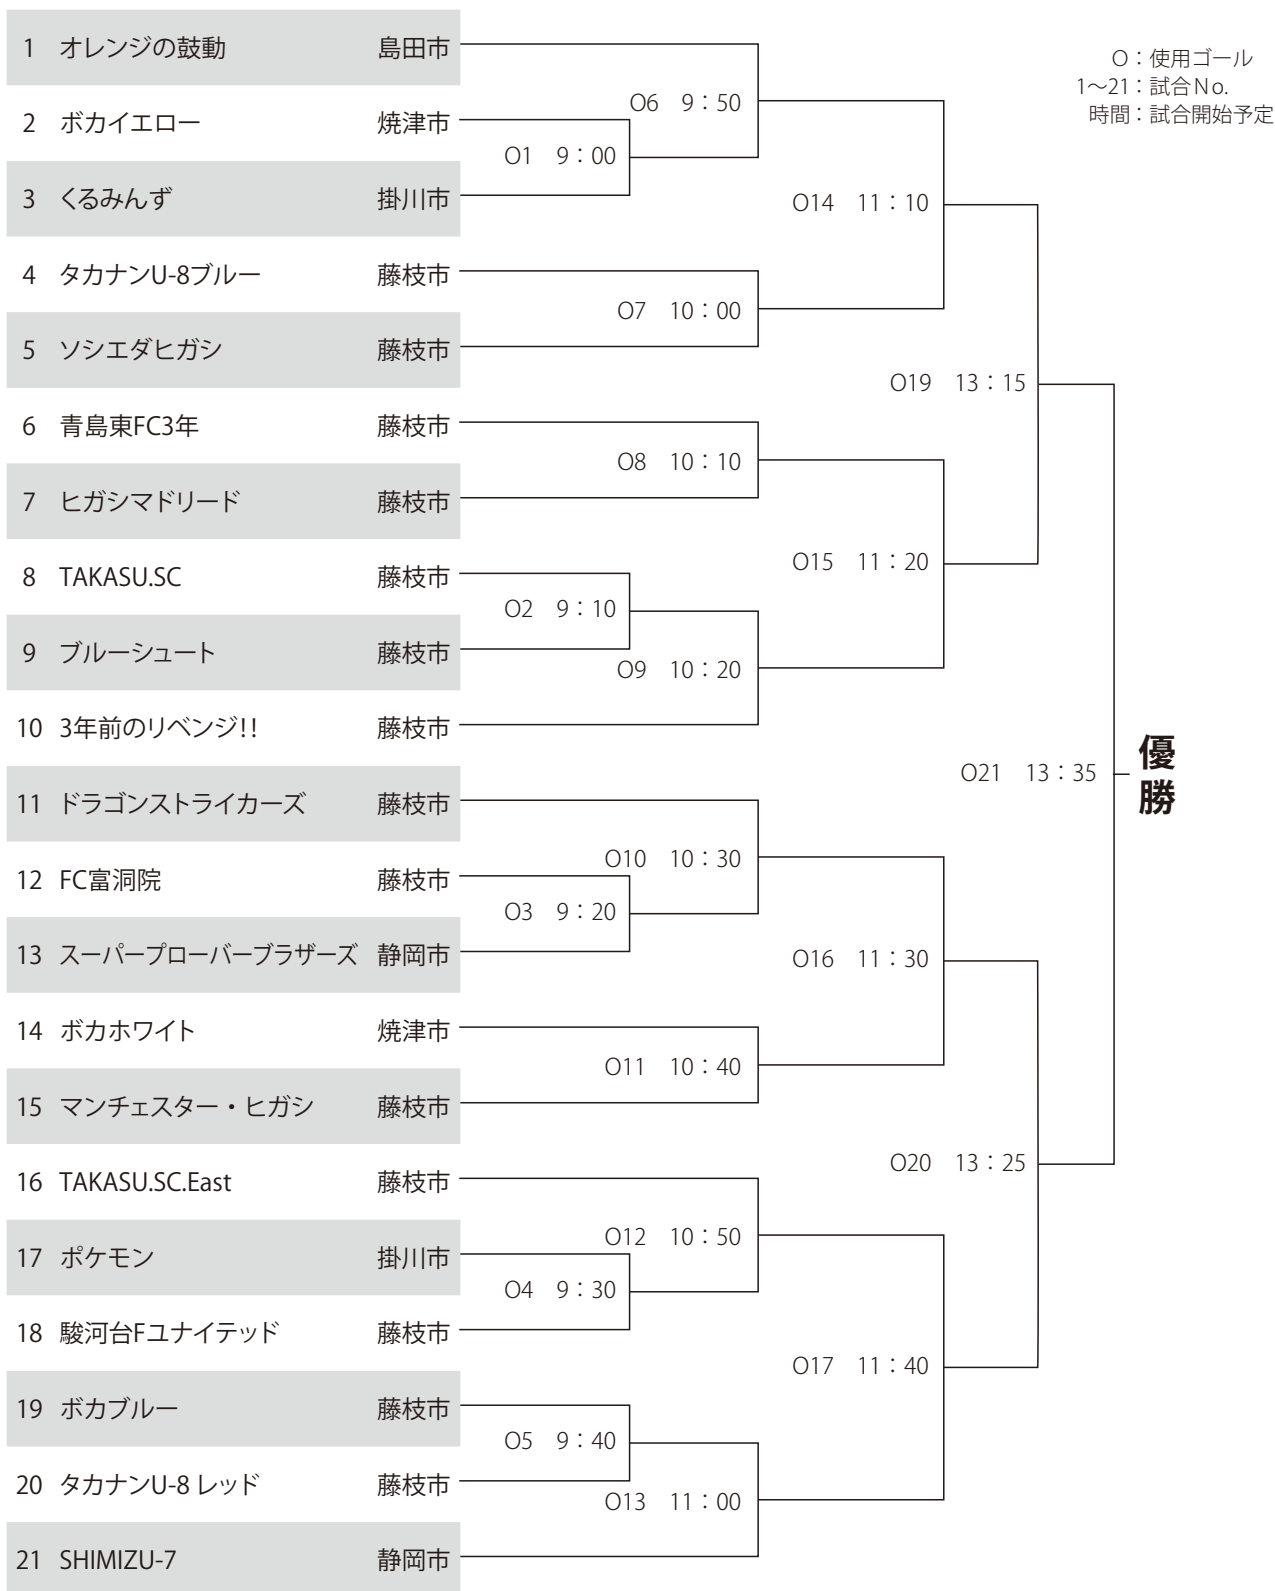 1 オレンジの鼓動 島田市
2 ボカイエロー 焼津市
3 くるみんず 掛川市
4 タカナンU-8ブルー 藤枝市
5 ソシエダヒガシ 藤枝市
6 青島東FC3年 藤枝市
7 ヒガシマドリード 藤枝市
8 TAKASU.SC 藤枝市
9 ブルーシュート 藤枝市
10 3年前のリベンジ!! 藤枝市
11 ドラゴンストライカーズ 藤枝市
12 FC富洞院 藤枝市
13 スーパープローバーブラザーズ 静岡市
14 ボカホワイト 焼津市
15 マンチェスター・ヒガシ 藤枝市
16 TAKASU.SC.East 藤枝市
17 ポケモン 掛川市
18 駿河台Fユナイテッド 藤枝市
19 ボカブルー 藤枝市
20 タカナンU-8 レッド 藤枝市
21 SHIMIZU-7 静岡市
O1 9：00
O2 9：10
O3 9：20
O4 9：30
O5 9：40
O6 9：50
O7 10：00
O8 10：10
O9 10：20
O10 10：30
O11 10：40
O12 10：50
O13 11：00
O14 11：10
O15 11：20
O16 11：30
O17 11：40
O19 13：15
O20 13：25
O21 13：35
優勝
O：使用ゴール
1～21：試合No.
時間：試合開始予定